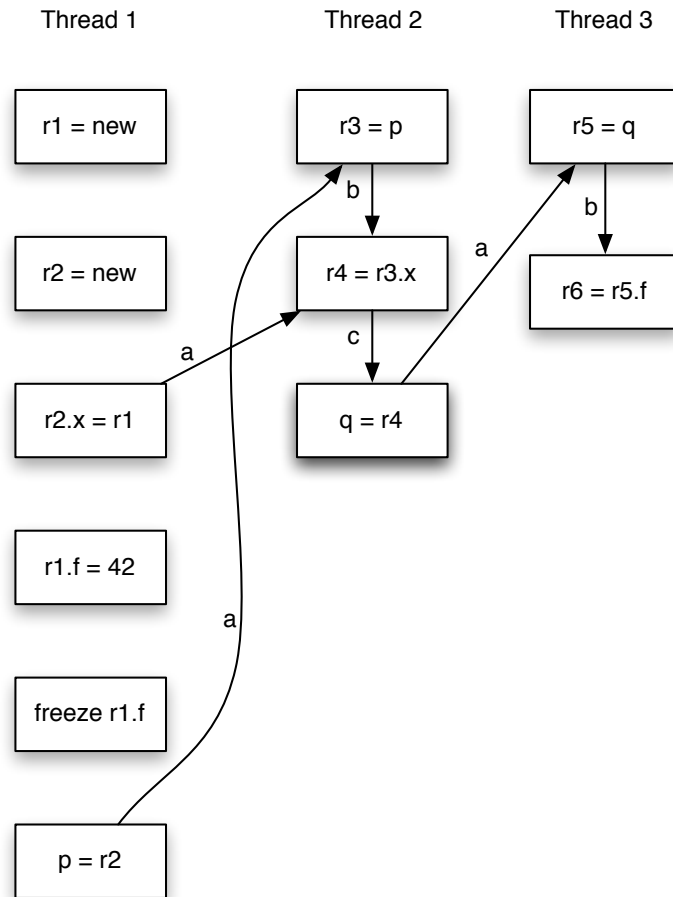 Thread 1
Thread 2
Thread 3
r1 = new
r3 = p
r5 = q
b
b
r2 = new
r4 = r3.x
a
r6 = r5.f
a
c
r2.x = r1
q = r4
r1.f = 42
a
freeze r1.f
p = r2